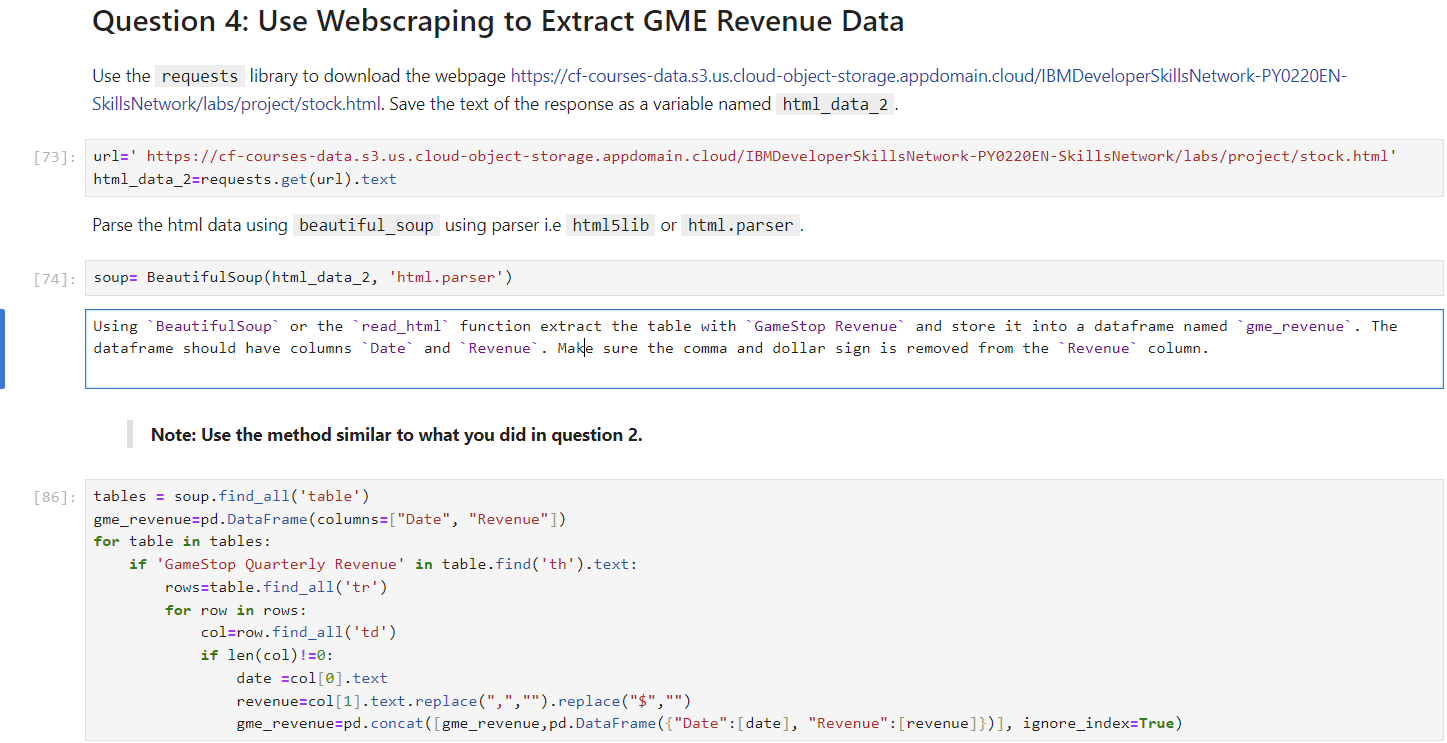 Question 4: Use Webscraping to Extract GME Revenue Data
Use the requests library to download the webpage https://cf-courses-data.s3.us.cloud-object-storage.appdomain.cloud/IBMDeveloperSkillsNetwork-PY0220EN-
SkillsNetwork/labs/project/stock.html. Save the text of the response as a variable named html_data_2.
[73]: url=' https://cf-courses-data.s3.us.cloud-object-storage.appdomain.cloud/IBMDeveloperSkillsNetwork-PY0220EN-SkillsNetwork/labs/project/stock.html'
html_data_2=requests.get(url).text
Parse the html data using beautiful_soup using parser i.e html5lib or html.parser.
[74]: soup= BeautifulSoup(html_data_2, 'html.parser')
Using `BeautifulSoup` or the `read_html` function extract the table with `GameStop Revenue` and store it into a dataframe named `gme_revenue`. The
dataframe should have columns `Date` and `Revenue`. Make sure the comma and dollar sign is removed from the `Revenue` column.
Note: Use the method similar to what you did in question 2.
[86]: tables = soup.find_all('table')
gme_revenue=pd.DataFrame(columns=["Date", "Revenue"])
for table in tables:
    if 'GameStop Quarterly Revenue' in table.find('th').text:
        rows=table.find_all('tr')
        for row in rows:
            col=row.find_all('td')
            if len(col)!=0:
                date =col[0].text
                revenue=col[1].text.replace(",","").replace("$","")
                gme_revenue=pd.concat([gme_revenue,pd.DataFrame({"Date":[date], "Revenue":[revenue]})], ignore_index=True)